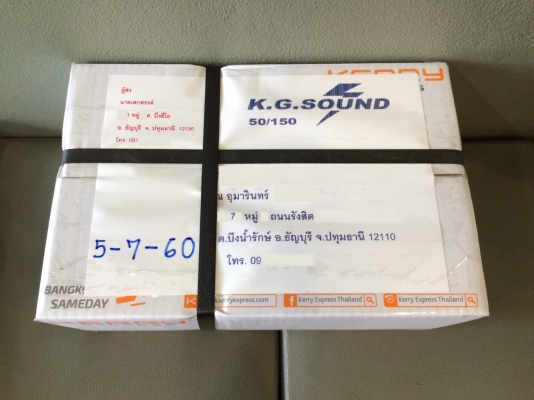 KERRY
ผู้ส่ง
นายเสกสรรค์
7 หมู่ ต. บึงยี่โถ
อ. ธัญบุรี จ.ปทุมธานี 12130
โทร. 081
K.G.SOUND
50/150
ณ อุมารินทร์
7 หมู่ ถนนรังสิต
ต.บึงน้ำรักษ์ อ.ธัญบุรี จ.ปทุมธานี 12110
โทร. 09
5-7-60
BANGK
SAMEDAY
www.kerryexpress.com
Kerry Express Thailand
Kerry Express Thailand